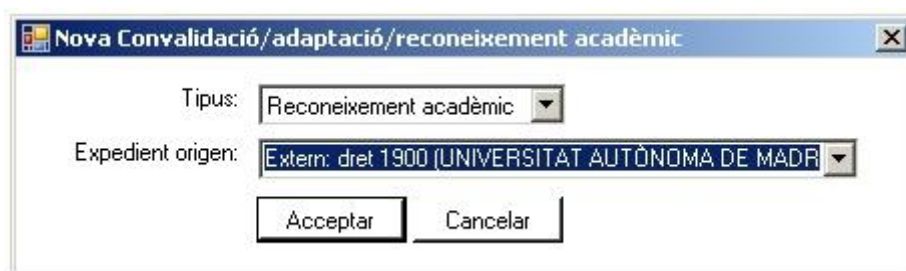 Nova Convalidació/adaptació/reconeixement acadèmic
Tipus: Reconeixement acadèmic
Expedient origen: Extern: dret 1900 (UNIVERSITAT AUTÒNOMA DE MADR
Acceptar Cancelar